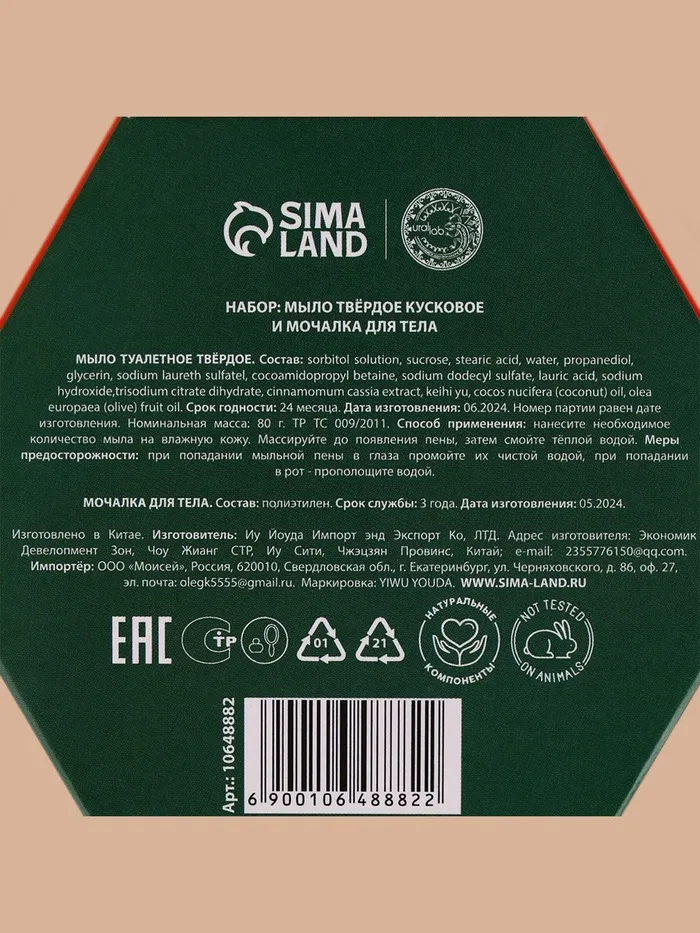 SIMA
LAND
ural lab
НАБОР: МЫЛО ТВЁРДОЕ КУСКОВОЕ
И МОЧАЛКА ДЛЯ ТЕЛА
МЫЛО ТУАЛЕТНОЕ ТВЁРДОЕ. Состав: sorbitol solution, sucrose, stearic acid, water, propanediol,
glycerin, sodium laureth sulfatel, cocoamidopropyl betaine, sodium dodecyl sulfate, lauric acid, sodium
hydroxide,trisodium citrate dihydrate, cinnamomum cassia extract, keihi yu, cocos nucifera (coconut) oil, olea
europaea (olive) fruit oil. Срок годности: 24 месяца. Дата изготовления: 06.2024. Номер партии равен дате
изготовления. Номинальная масса: 80 г. ТР ТС 009/2011. Способ применения: нанесите необходимое
количество мыла на влажную кожу. Массируйте до появления пены, затем смойте тёплой водой. Меры
предосторожности: при попадании мыльной пены в глаза промойте их чистой водой, при попадании
в рот - прополощите водой.
МОЧАЛКА ДЛЯ ТЕЛА. Состав: полиэтилен. Срок службы: 3 года. Дата изготовления: 05.2024.
Изготовлено в Китае. Изготовитель: Иу Йоуда Импорт энд Экспорт Ко, ЛТД. Адрес изготовителя: Экономик
Девелопмент Зон, Чоу Жианг СТР, Иу Сити, Чжэцзян Провинс, Китай; e-mail: 2355776150@qq.com.
Импортёр: ООО «Моисей», Россия, 620010, Свердловская обл., г. Екатеринбург, ул. Черняховского, д. 86, оф. 27,
эл. почта: olegk5555@gmail.ru. Маркировка: YIWU YOUDA. WWW.SIMA-LAND.RU
EAC
СТР
01
21
НАТУРАЛЬНЫЕ
КОМПОНЕНТЫ
NOT TESTED
ON ANIMALS
Арт.: 10648882
6 900106 488822